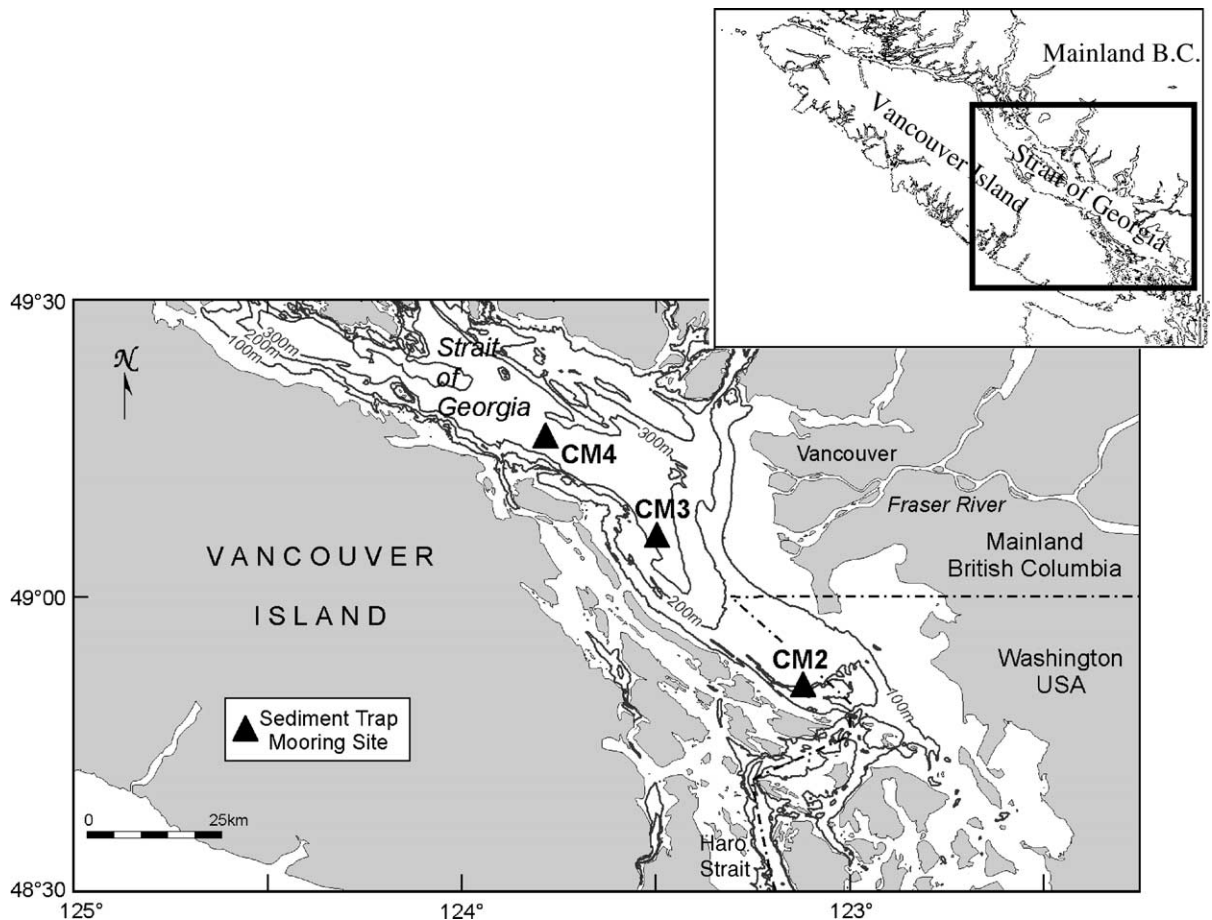 Mainland B.C.
Vancouver Island
Strait of Georgia
49°30
300m
200m
100m
N
Strait
of
Georgia
300m
CM4
Vancouver
CM3
Fraser River
VANCOUVER
Mainland
British Columbia
49°00
ISLAND
200m
CM2
Washington
USA
100m
Sediment Trap
Mooring Site
0 25km
Haro
Strait
48°30
125° 124° 123°